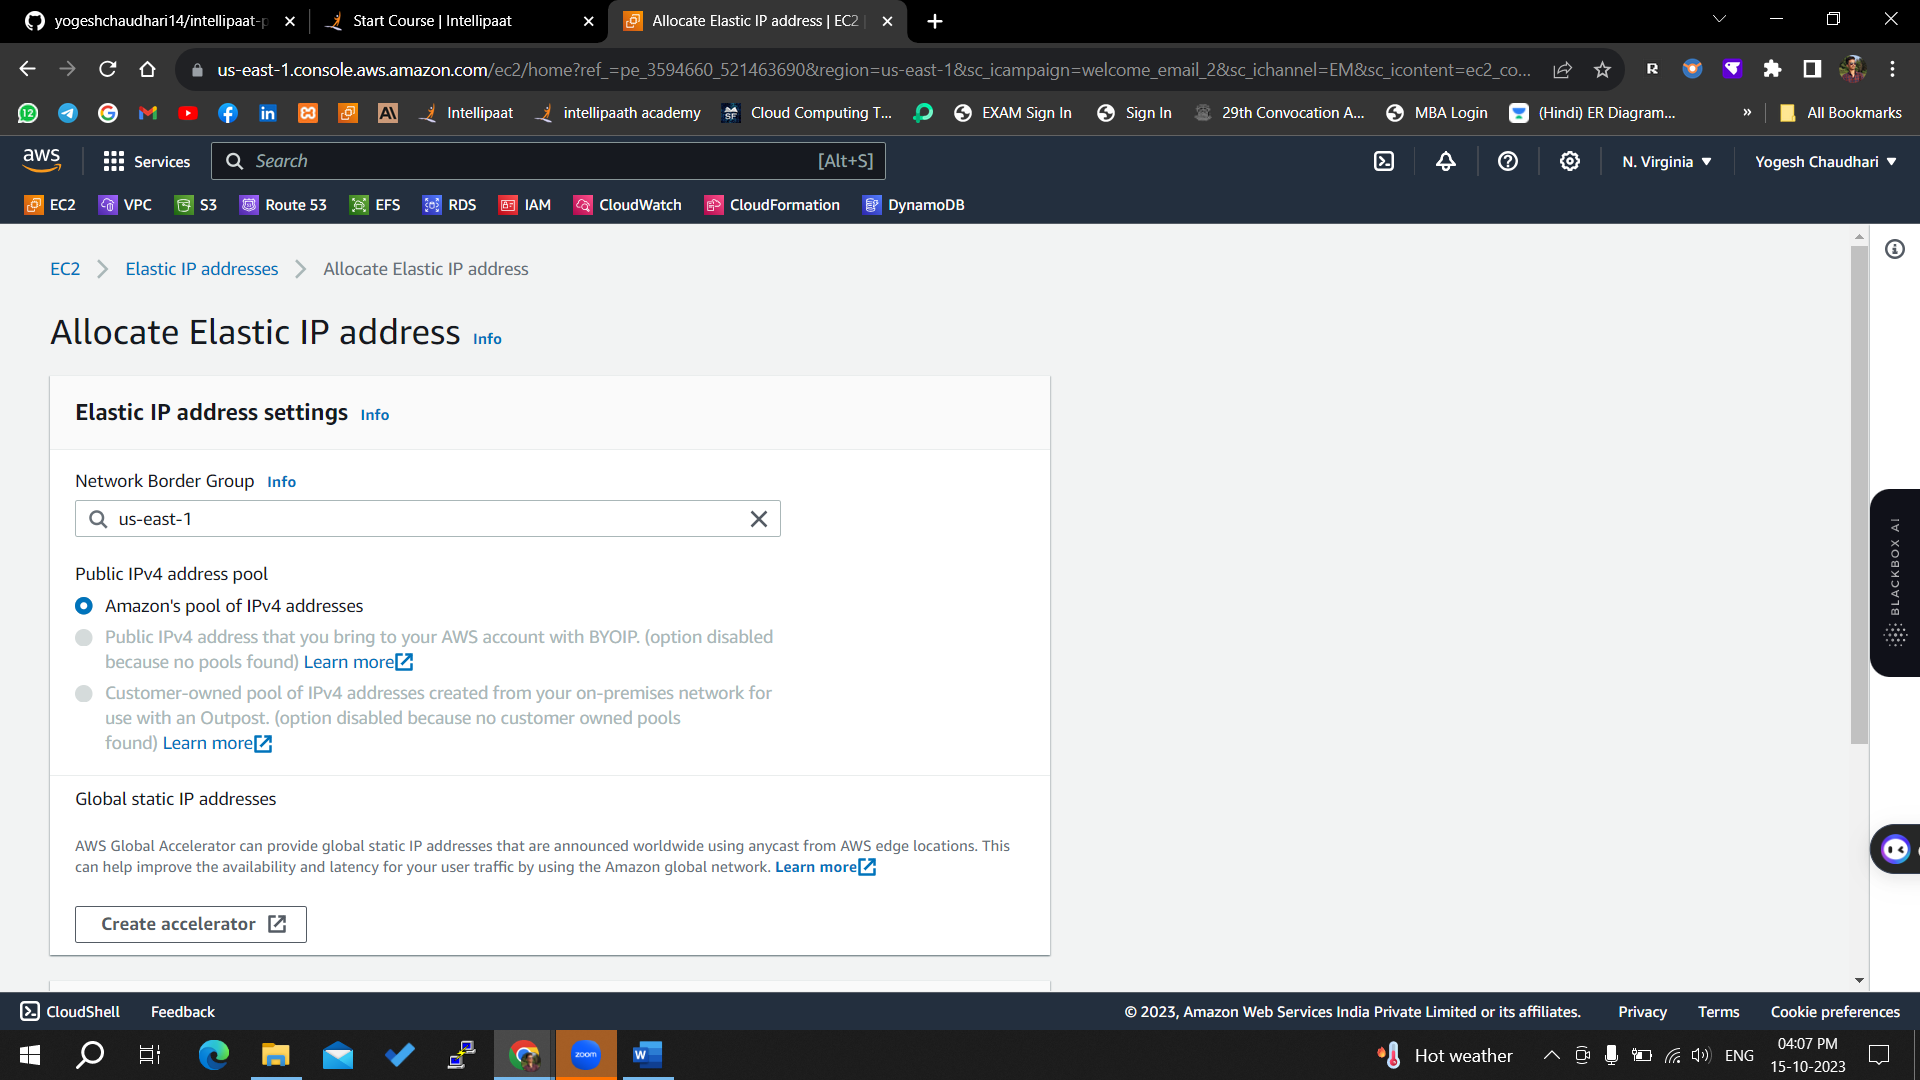 yogeshchaudhari14/intellipaat-p
Start Course | Intellipaat
Allocate Elastic IP address | EC2 |
us-east-1.console.aws.amazon.com/ec2/home?ref_=pe_3594660_521463690&region=us-east-1&sc_icampaign=welcome_email_2&sc_ichannel=EM&sc_icontent=ec2_co...
R
12
Intellipaat
intellipaath academy
SF
Cloud Computing T...
EXAM Sign In
Sign In
29th Convocation A...
MBA Login
(Hindi) ER Diagram...
»
All Bookmarks
aws
Services
Search
[Alt+S]
N. Virginia
Yogesh Chaudhari
EC2
VPC
S3
Route 53
EFS
RDS
IAM
CloudWatch
CloudFormation
DynamoDB
EC2
Elastic IP addresses
Allocate Elastic IP address
Allocate Elastic IP address Info
Elastic IP address settings Info
Network Border Group Info
us-east-1
Public IPv4 address pool
Amazon's pool of IPv4 addresses
Public IPv4 address that you bring to your AWS account with BYOIP. (option disabled
because no pools found) Learn more
Customer-owned pool of IPv4 addresses created from your on-premises network for
use with an Outpost. (option disabled because no customer owned pools
found) Learn more
Global static IP addresses
AWS Global Accelerator can provide global static IP addresses that are announced worldwide using anycast from AWS edge locations. This
can help improve the availability and latency for your user traffic by using the Amazon global network. Learn more
Create accelerator
BLACKBOX AI
CloudShell
Feedback
© 2023, Amazon Web Services India Private Limited or its affiliates.
Privacy
Terms
Cookie preferences
zoom
W
Hot weather
ENG
04:07 PM
15-10-2023